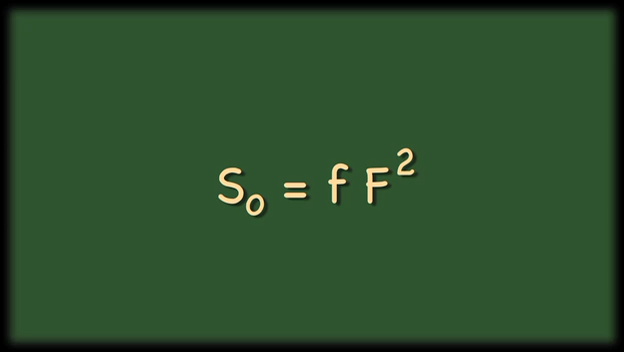 S₀ = f F²